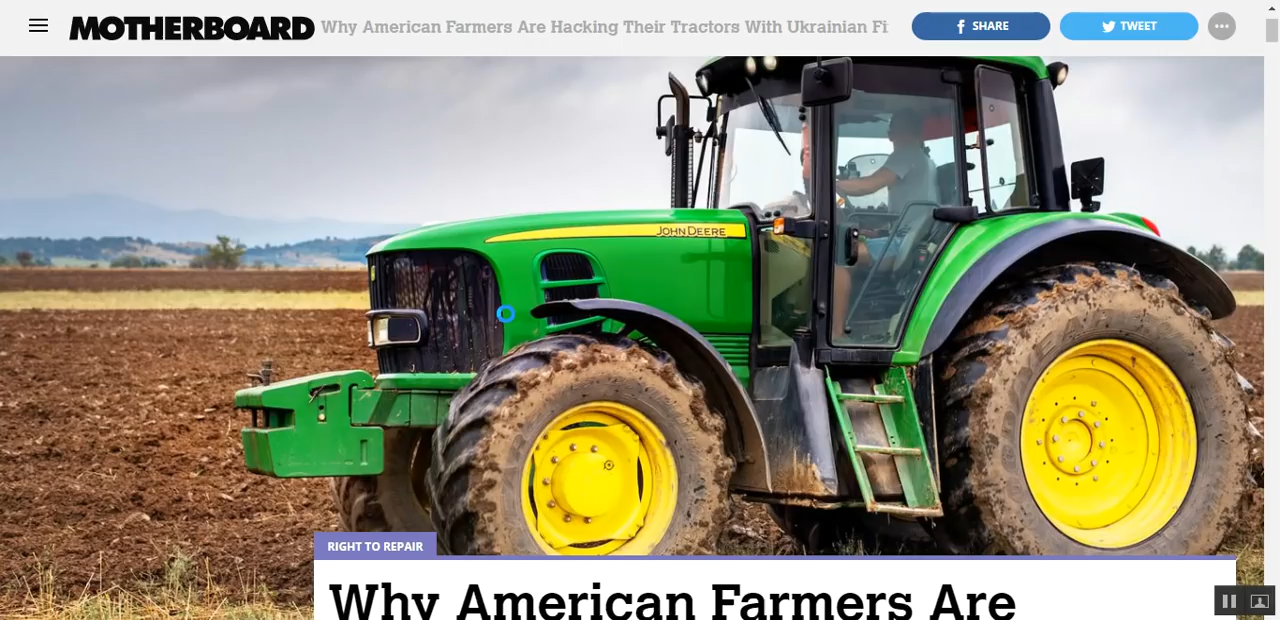 MOTHERBOARD Why American Farmers Are Hacking Their Tractors With Ukrainian Fi SHARE TWEET
JOHN DEERE
RIGHT TO REPAIR
Why American Farmers Are